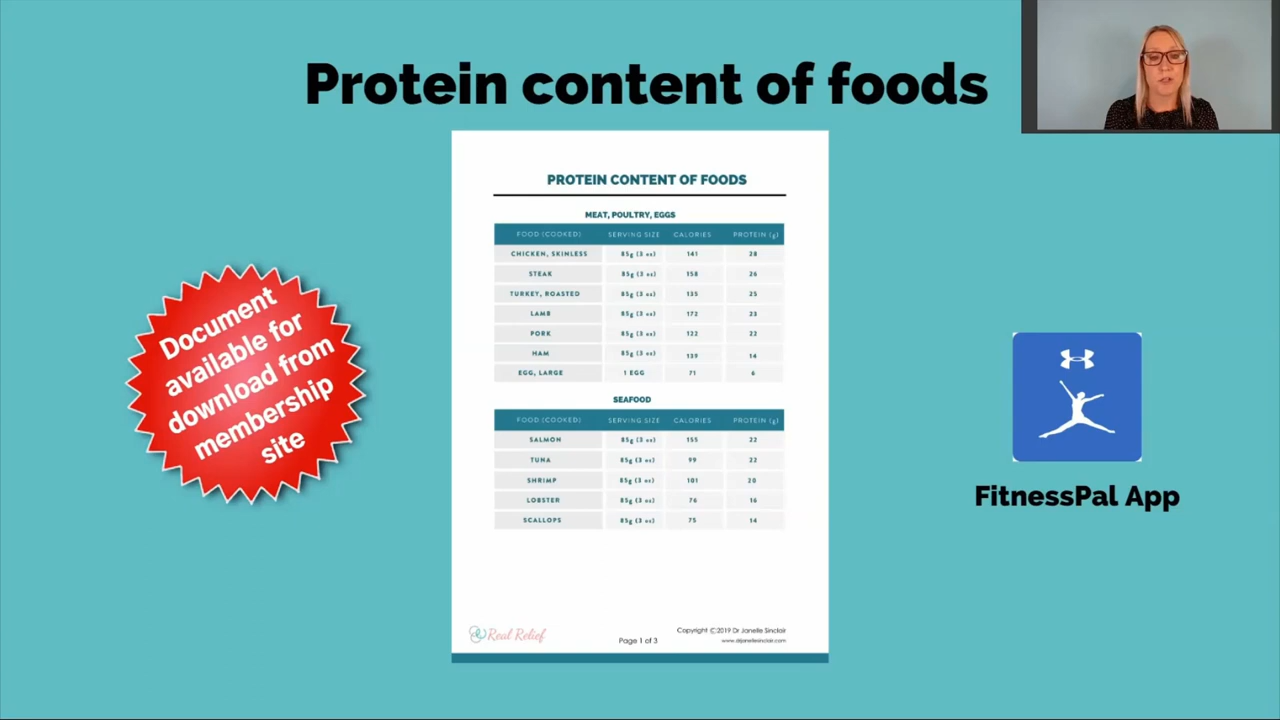 Protein content of foods
PROTEIN CONTENT OF FOODS
MEAT, POULTRY, EGGS
FOOD (COOKED) SERVING SIZE CALORIES PROTEIN (g)
CHICKEN, SKINLESS 85g (3 oz) 141 28
STEAK 85g (3 oz) 158 26
TURKEY, ROASTED 85g (3 oz) 135 25
LAMB 85g (3 oz) 172 23
PORK 85g (3 oz) 122 22
HAM 85g (3 oz) 139 14
EGG, LARGE 1 EGG 71 6
SEAFOOD
FOOD (COOKED) SERVING SIZE CALORIES PROTEIN (g)
SALMON 85g (3 oz) 155 22
TUNA 85g (3 oz) 99 22
SHRIMP 85g (3 oz) 101 20
LOBSTER 85g (3 oz) 76 16
SCALLOPS 85g (3 oz) 75 14
Real Relief
Page 1 of 3
Copyright ©2019 Dr Janelle Sinclair
www.drjanellesinclair.com
Document
available for
download from
membership
site
FitnessPal App